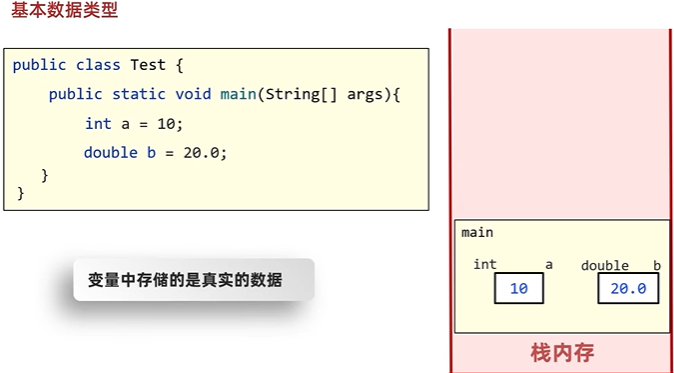 基本数据类型
public class Test {
public static void main(String[] args){
int a = 10;
double b = 20.0;
}
}
变量中存储的是真实的数据
main
int a double b
10 20.0
栈内存